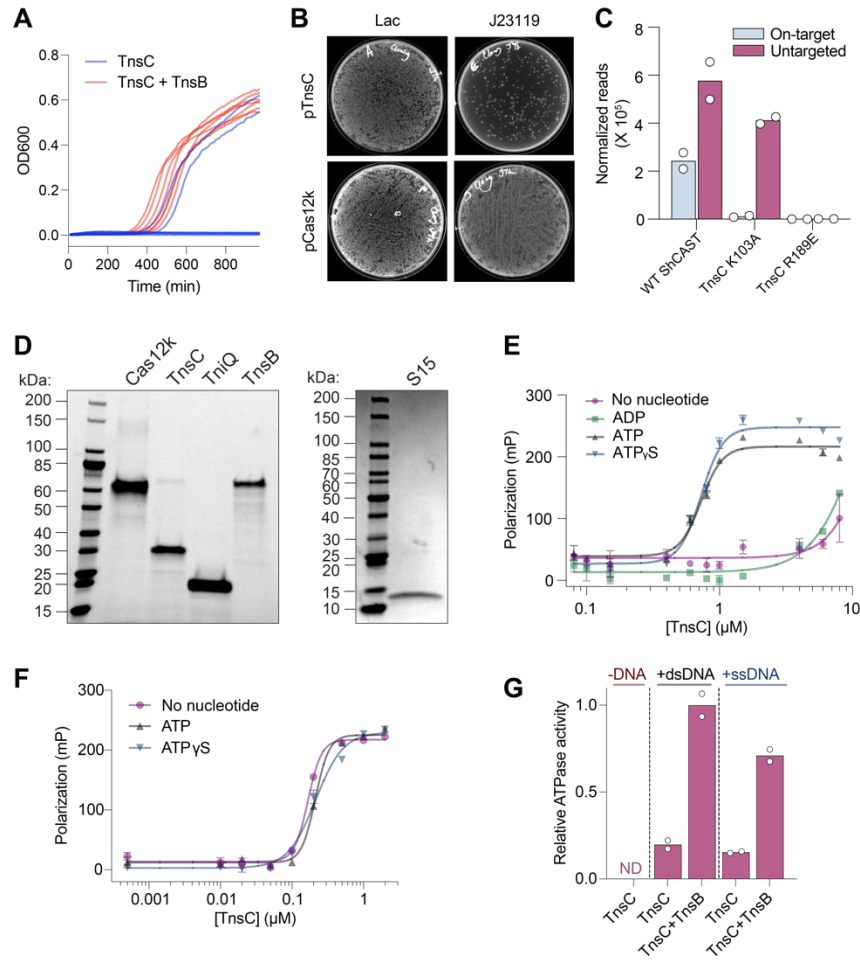 A
TnsC
TnsC + TnsB
OD600
0.8
0.6
0.4
0.2
0.0
0 200 400 600 800
Time (min)
B
Lac J23119
pTnsC
pCas12k
C
On-target
Untargeted
Normalized reads
(X 10⁵)
8
6
4
2
0
WT ShCAST
TnsC K103A
TnsC R189E
D
kDa: Cas12k TnsC TniQ TnsB
200
150
100
85
60
50
40
30
25
20
15
kDa: S15
200
150
100
85
70
60
50
40
30
25
20
15
10
E
No nucleotide
ADP
ATP
ATPγS
Polarization (mP)
300
200
100
0
0.1 1 10
[TnsC] (µM)
F
No nucleotide
ATP
ATPγS
Polarization (mP)
300
200
100
0
0.001 0.01 0.1 1
[TnsC] (µM)
G
-DNA +dsDNA +ssDNA
Relative ATPase activity
1.0
0.5
0.0
ND
TnsC
TnsC
TnsC+TnsB
TnsC
TnsC+TnsB